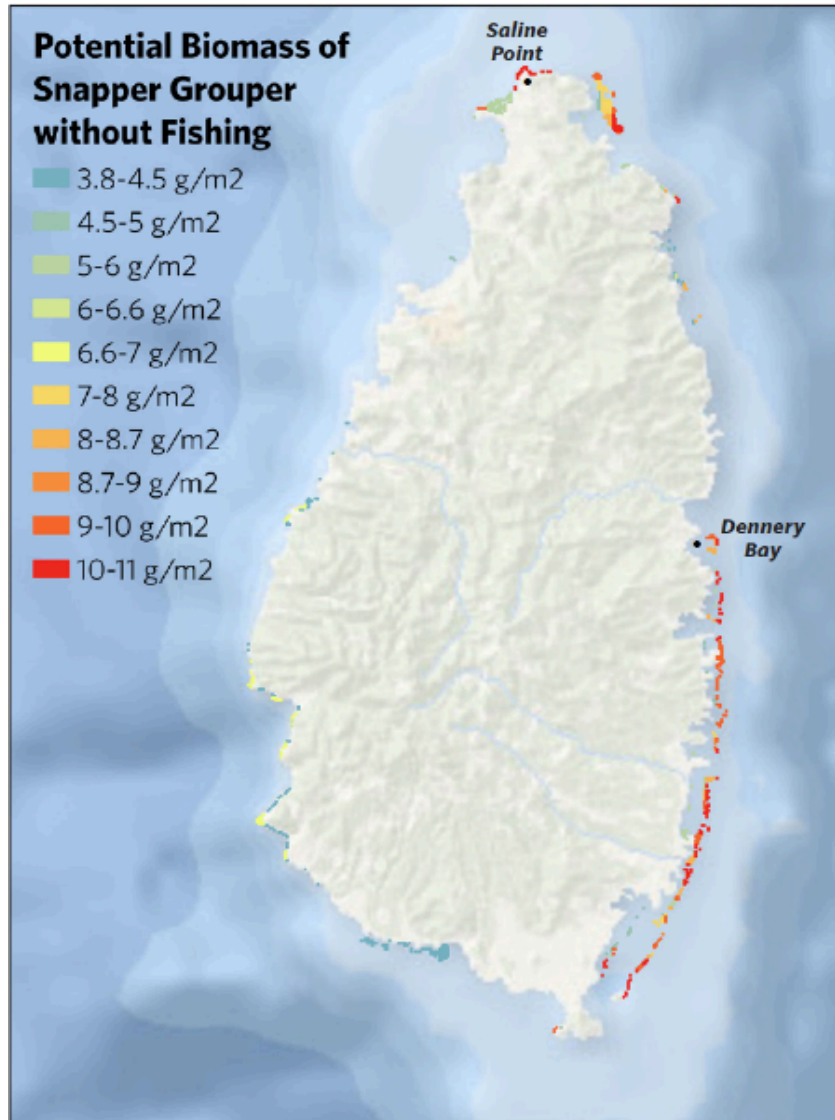 Potential Biomass of
Snapper Grouper
without Fishing
3.8-4.5 g/m2
4.5-5 g/m2
5-6 g/m2
6-6.6 g/m2
6.6-7 g/m2
7-8 g/m2
8-8.7 g/m2
8.7-9 g/m2
9-10 g/m2
10-11 g/m2
Saline
Point
Dennery
Bay